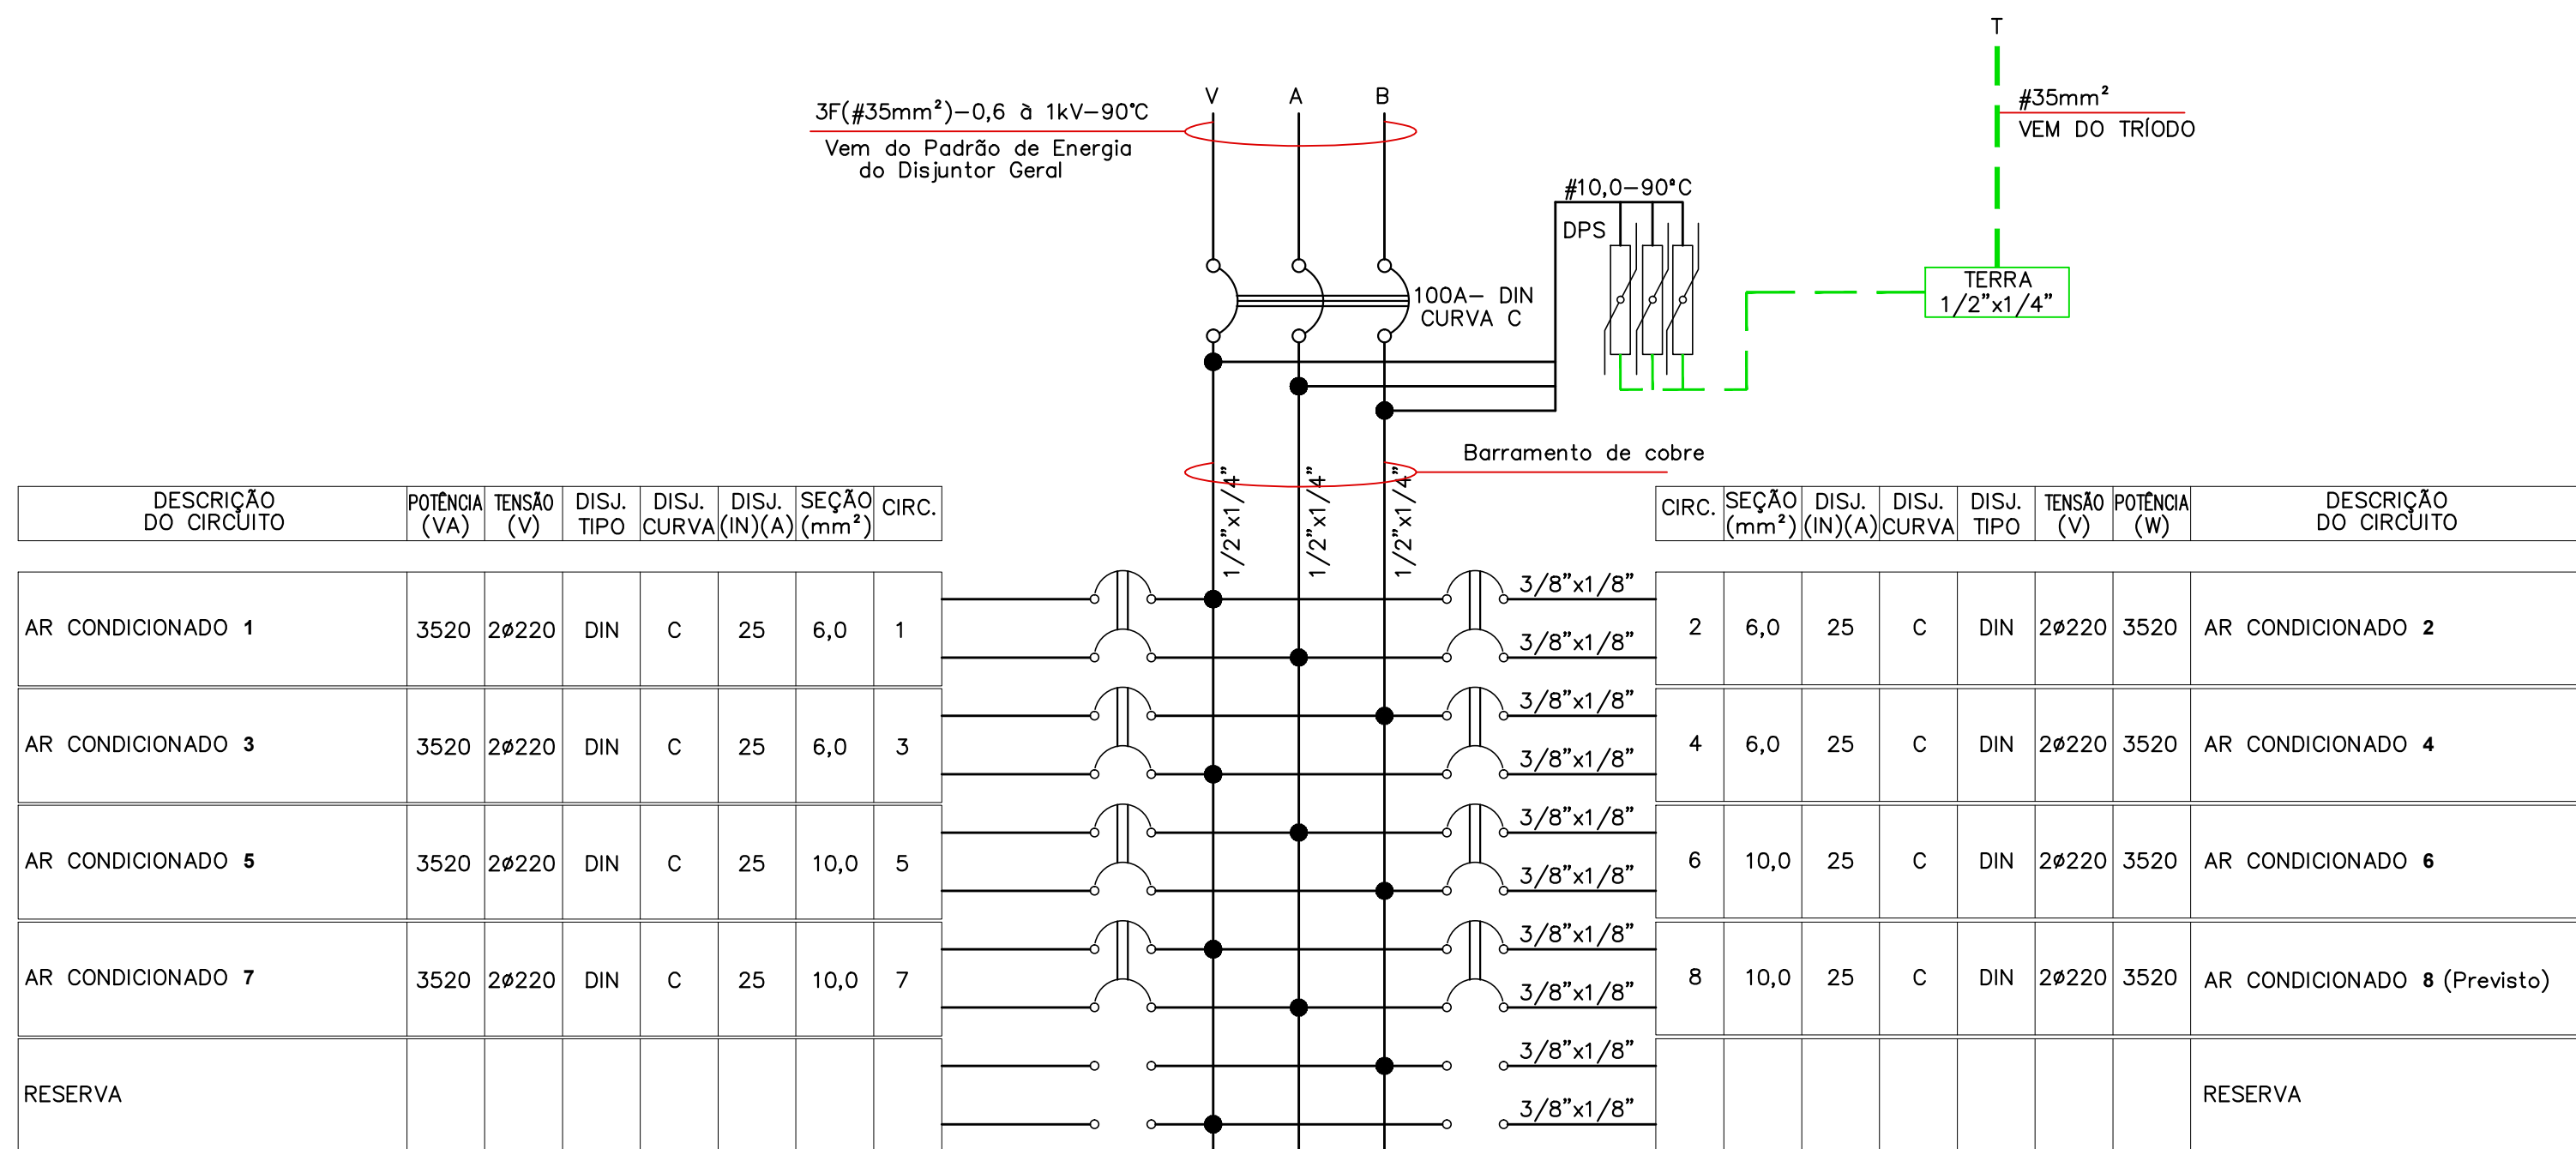 T
#35mm²
VEM DO TRÍODO
V A B
3F(#35mm²)-0,6 à 1kV-90°C
Vem do Padrão de Energia
do Disjuntor Geral
#10,0-90°C
DPS
TERRA
1/2"x1/4"
100A- DIN
CURVA C
Barramento de cobre
1/2"x1/4"
1/2"x1/4"
1/2"x1/4"
DESCRIÇÃO DO CIRCUITO POTÊNCIA (VA) TENSÃO (V) DISJ. TIPO DISJ. CURVA DISJ. (IN)(A) SEÇÃO (mm²) CIRC.
AR CONDICIONADO 1 3520 2ø220 DIN C 25 6,0 1
AR CONDICIONADO 3 3520 2ø220 DIN C 25 6,0 3
AR CONDICIONADO 5 3520 2ø220 DIN C 25 10,0 5
AR CONDICIONADO 7 3520 2ø220 DIN C 25 10,0 7
RESERVA
3/8"x1/8"
3/8"x1/8"
3/8"x1/8"
3/8"x1/8"
3/8"x1/8"
3/8"x1/8"
3/8"x1/8"
3/8"x1/8"
3/8"x1/8"
3/8"x1/8"
CIRC. SEÇÃO (mm²) DISJ. (IN)(A) DISJ. CURVA DISJ. TIPO TENSÃO (V) POTÊNCIA (W) DESCRIÇÃO DO CIRCUITO
2 6,0 25 C DIN 2ø220 3520 AR CONDICIONADO 2
4 6,0 25 C DIN 2ø220 3520 AR CONDICIONADO 4
6 10,0 25 C DIN 2ø220 3520 AR CONDICIONADO 6
8 10,0 25 C DIN 2ø220 3520 AR CONDICIONADO 8 (Previsto)
RESERVA